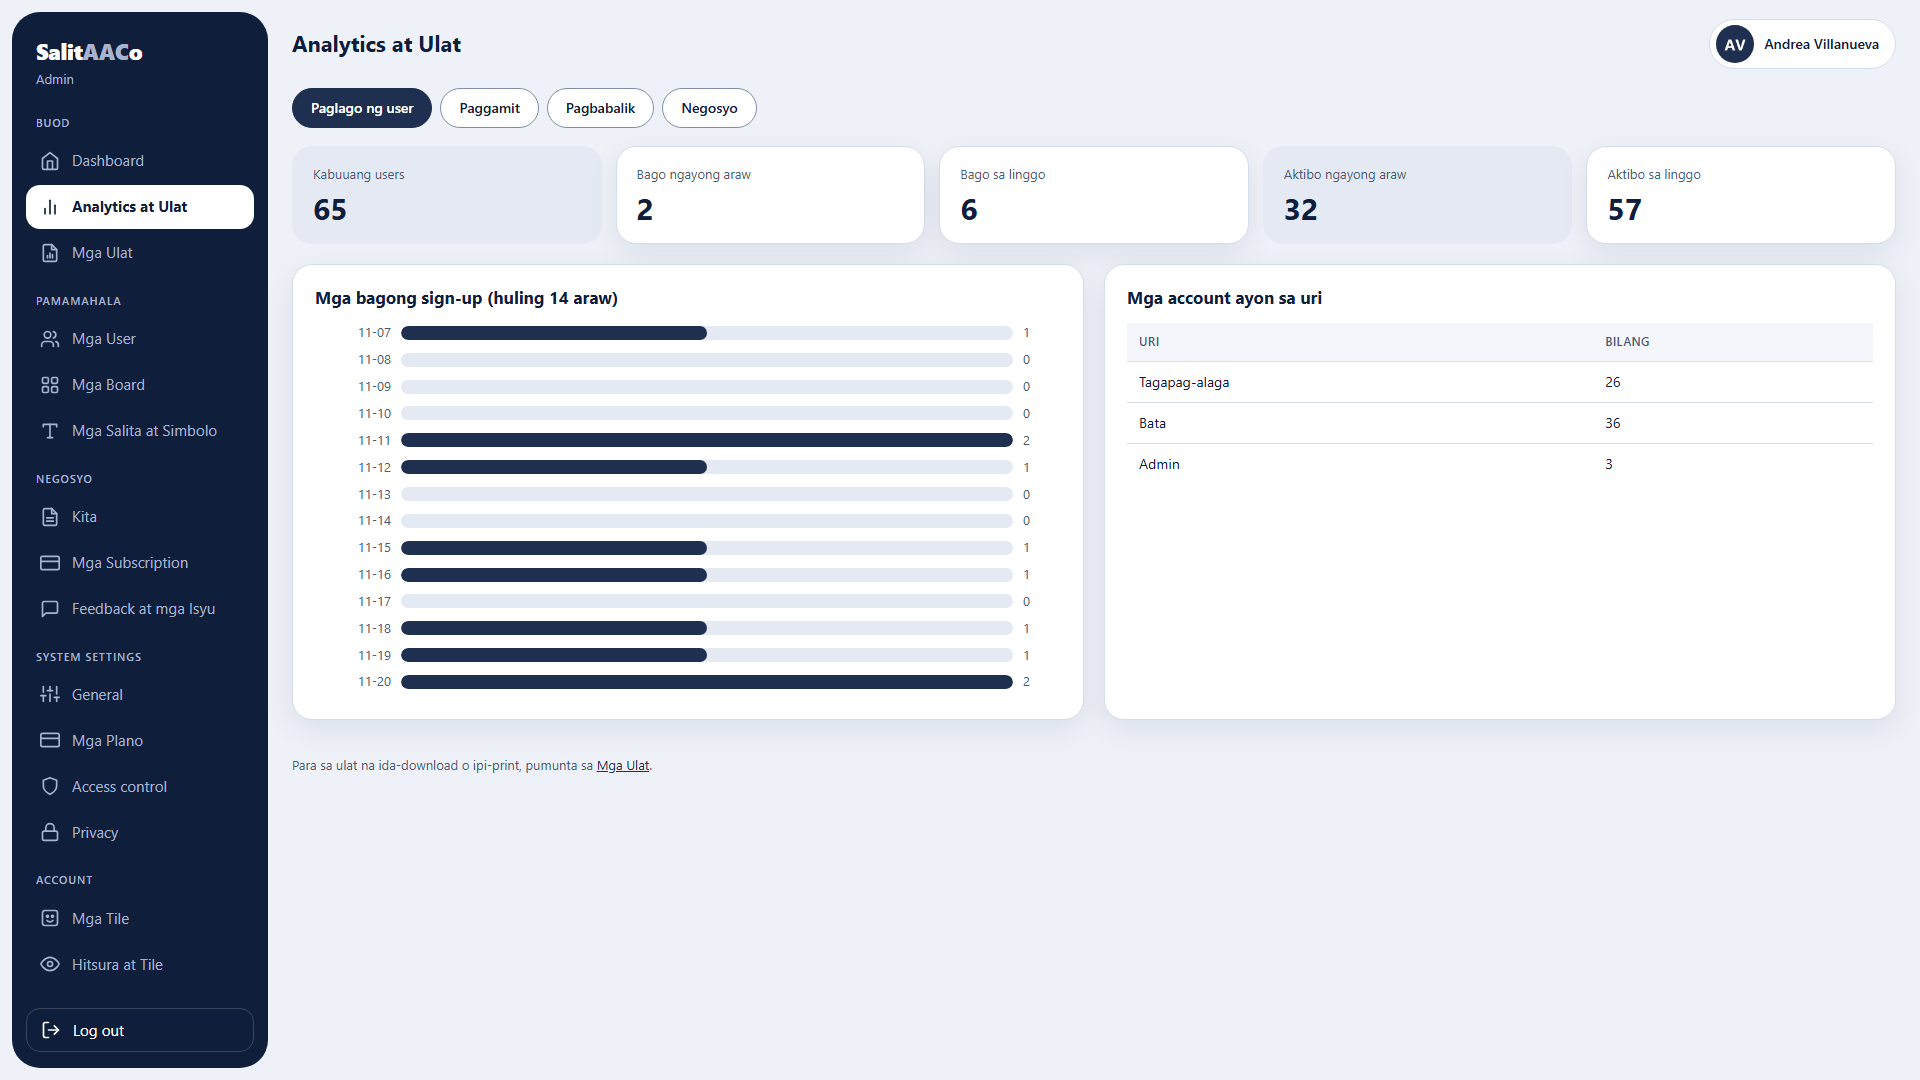 SalitAACo
Admin
BUOD
Dashboard
Analytics at Ulat
Mga Ulat
PAMAMAHALA
Mga User
Mga Board
Mga Salita at Simbolo
NEGOSYO
Kita
Mga Subscription
Feedback at mga Isyu
SYSTEM SETTINGS
General
Mga Plano
Access control
Privacy
ACCOUNT
Mga Tile
Hitsura at Tile
Log out
Analytics at Ulat
AV Andrea Villanueva
Paglago ng user Paggamit Pagbabalik Negosyo
Kabuuang users
65
Bago ngayong araw
2
Bago sa linggo
6
Aktibo ngayong araw
32
Aktibo sa linggo
57
Mga bagong sign-up (huling 14 araw)
11-07 1
11-08 0
11-09 0
11-10 0
11-11 2
11-12 1
11-13 0
11-14 0
11-15 1
11-16 1
11-17 0
11-18 1
11-19 1
11-20 2
Mga account ayon sa uri
URI BILANG
Tagapag-alaga 26
Bata 36
Admin 3
Para sa ulat na ida-download o ipi-print, pumunta sa Mga Ulat.